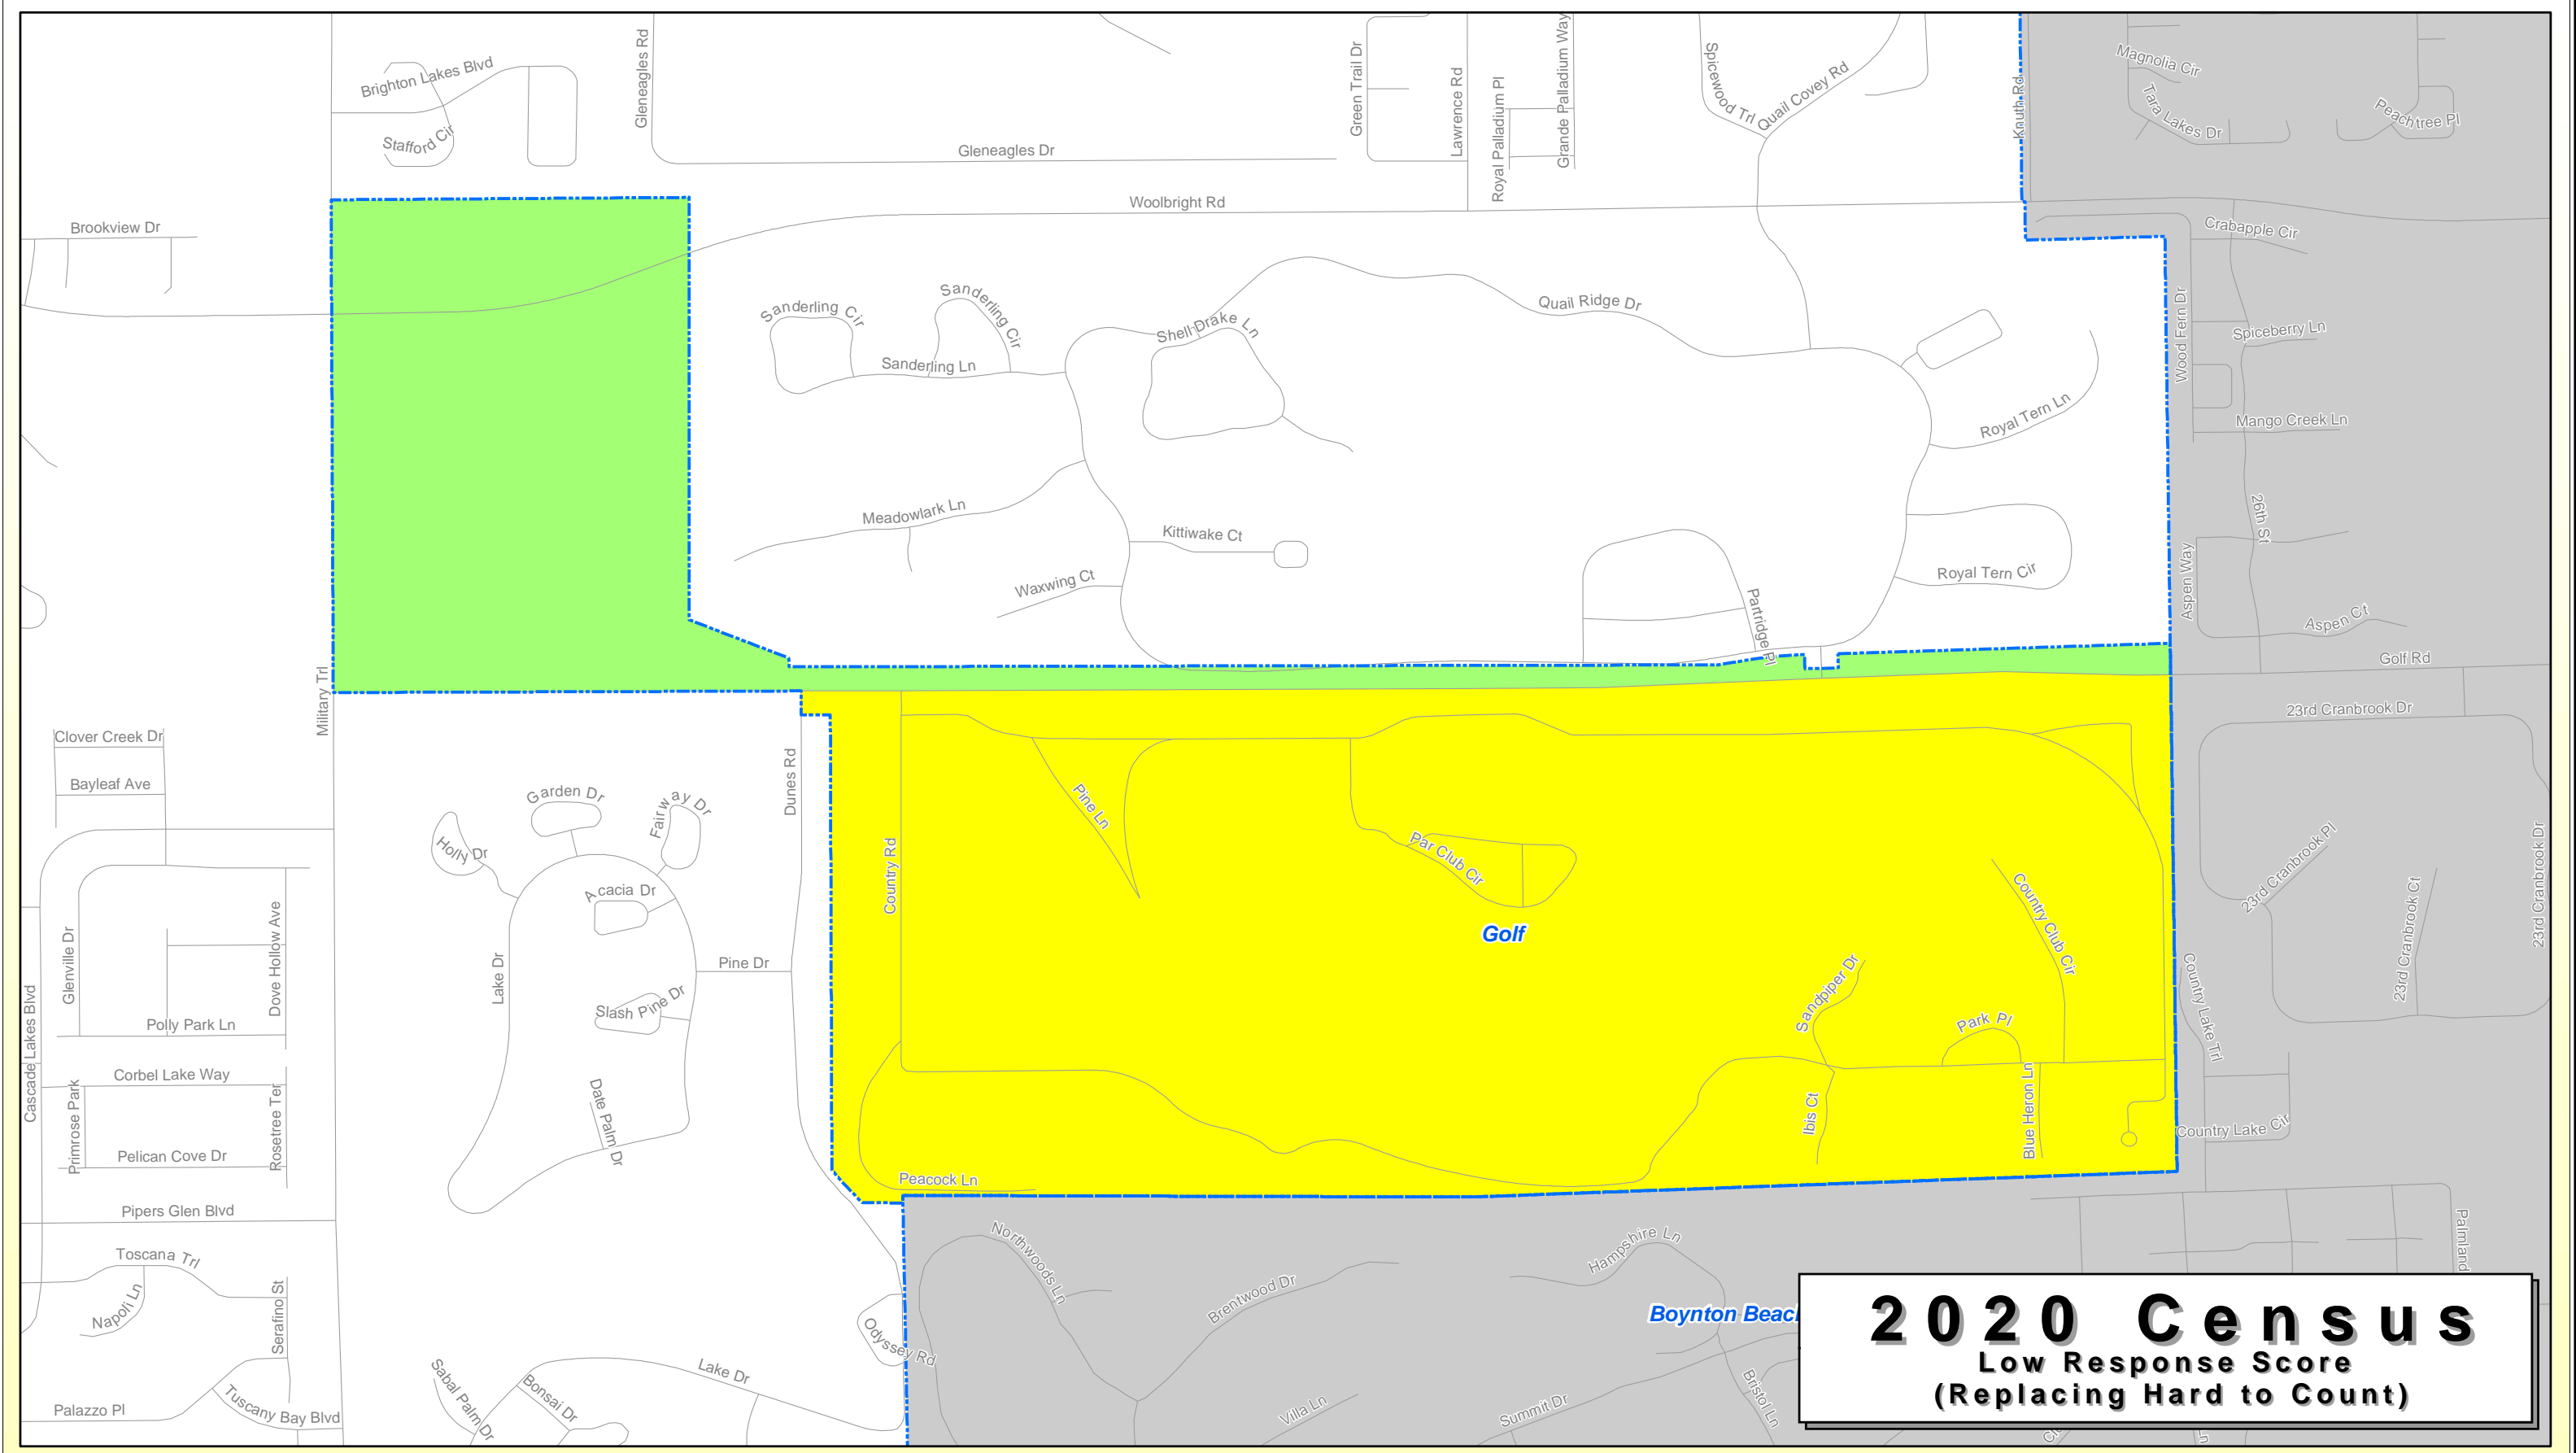 Magnolia Cir
Tara Lakes Dr
Peachtree Pl
Brighton Lakes Blvd
Stafford Cir
Gleneagles Rd
Gleneagles Dr
Green Trail Dr
Lawrence Rd
Royal Palladium Pl
Grande Palladium Way
Spicewood Trl
Quail Covey Rd
Knuth Rd
Woolbright Rd
Brookview Dr
Crabapple Cir
Wood Fern Dr
Spiceberry Ln
Mango Creek Ln
26th St
Aspen Way
Aspen Ct
Sanderling Cir
Sanderling Cir
Sanderling Ln
Shell Drake Ln
Quail Ridge Dr
Royal Tern Ln
Meadowlark Ln
Kittiwake Ct
Waxwing Ct
Royal Tern Cir
Partridge Pl
Golf Rd
Military Trl
23rd Cranbrook Dr
Clover Creek Dr
Bayleaf Ave
Dunes Rd
Garden Dr
Fairway Dr
Holly Dr
Acacia Dr
Pine Ln
Par Club Cir
Country Rd
Golf
Country Club Cir
23rd Cranbrook Pl
23rd Cranbrook Ct
23rd Cranbrook Dr
Glenville Dr
Dove Hollow Ave
Lake Dr
Pine Dr
Slash Pine Dr
Sandpiper Dr
Park Pl
Country Lake Trl
Cascade Lakes Blvd
Polly Park Ln
Corbel Lake Way
Primrose Park
Rosetree Ter
Date Palm Dr
Ibis Ct
Blue Heron Ln
Country Lake Cir
Pelican Cove Dr
Peacock Ln
Pipers Glen Blvd
Toscana Trl
Napoli Ln
Serafino St
Northwoods Ln
Brentwood Dr
Hampshire Ln
Palmland
Boynton Beach
Odyssey Rd
Lake Dr
Sabal Palm Dr
Bonsai Dr
Palazzo Pl
Tuscany Bay Blvd
Villa Ln
Summit Dr
Bristol Ln
Ln
2020 Census
Low Response Score
(Replacing Hard to Count)